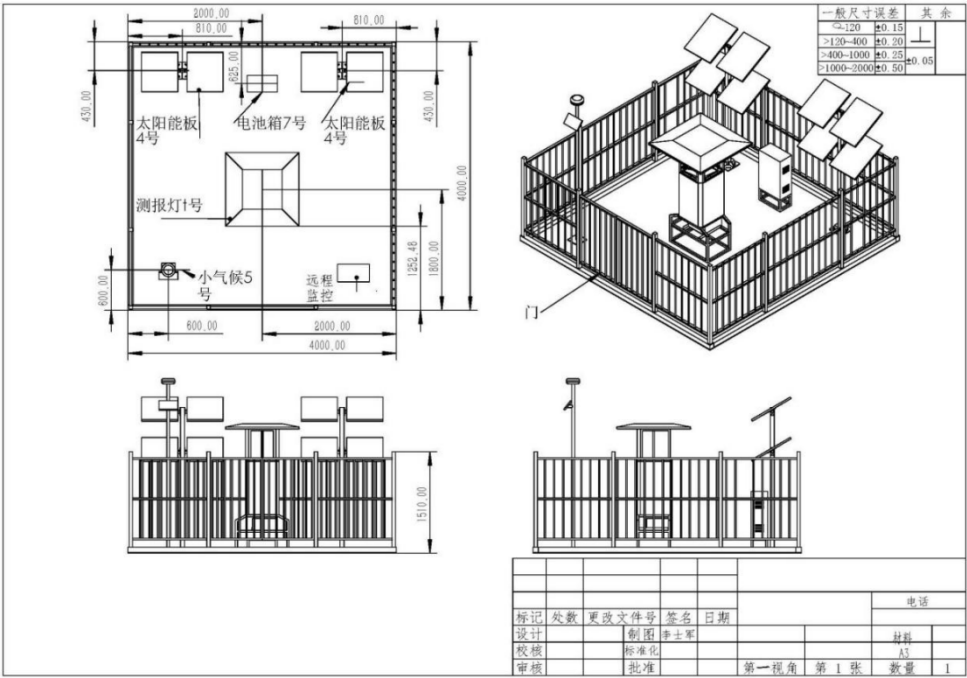 2000.00
810.00
810.00
一般尺寸误差 其余
0-120 ±0.15
>120-400 ±0.20
>400-1000 ±0.25
>1000-2000 ±0.50
±0.05
430.00
625.00
430.00
太阳能板
4号
电池箱7号
太阳能板
4号
4000.00
测报灯1号
1252.48
1800.00
600.00
小气候5
号
远程
监控
门
600.00
2000.00
4000.00
1510.00
电话
标记 处数 更改文件号 签名 日期
设计 制图 李士军 材料
校核 标准化 A3
审核 批准 第一视角 第 1 张 数量 1